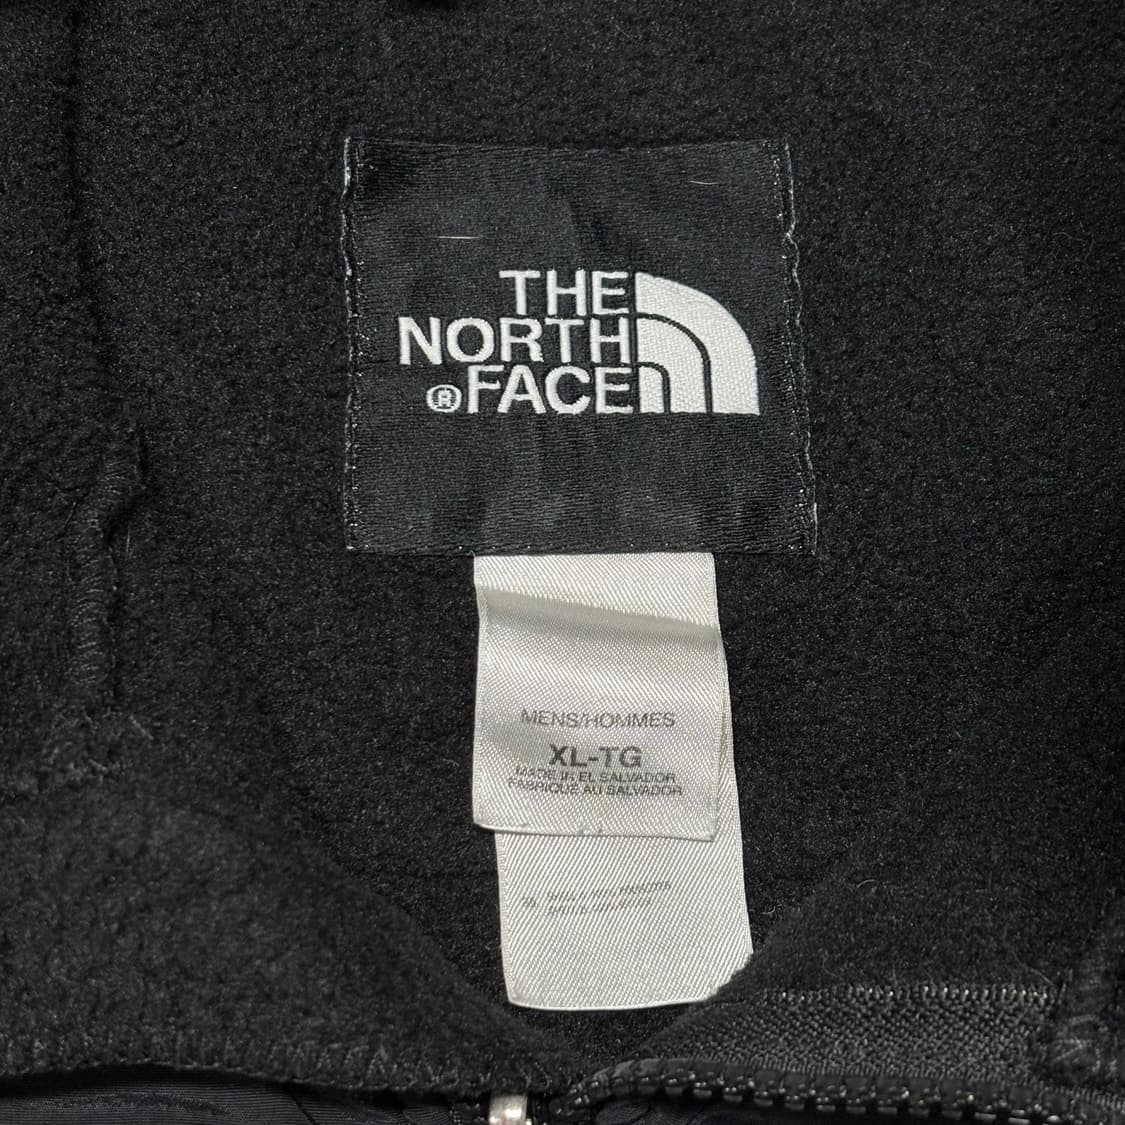 THE
NORTH
®FACE
MENS/HOMMES
XL-TG
MADE IN EL SALVADOR
FABRIQUE AU SALVADOR